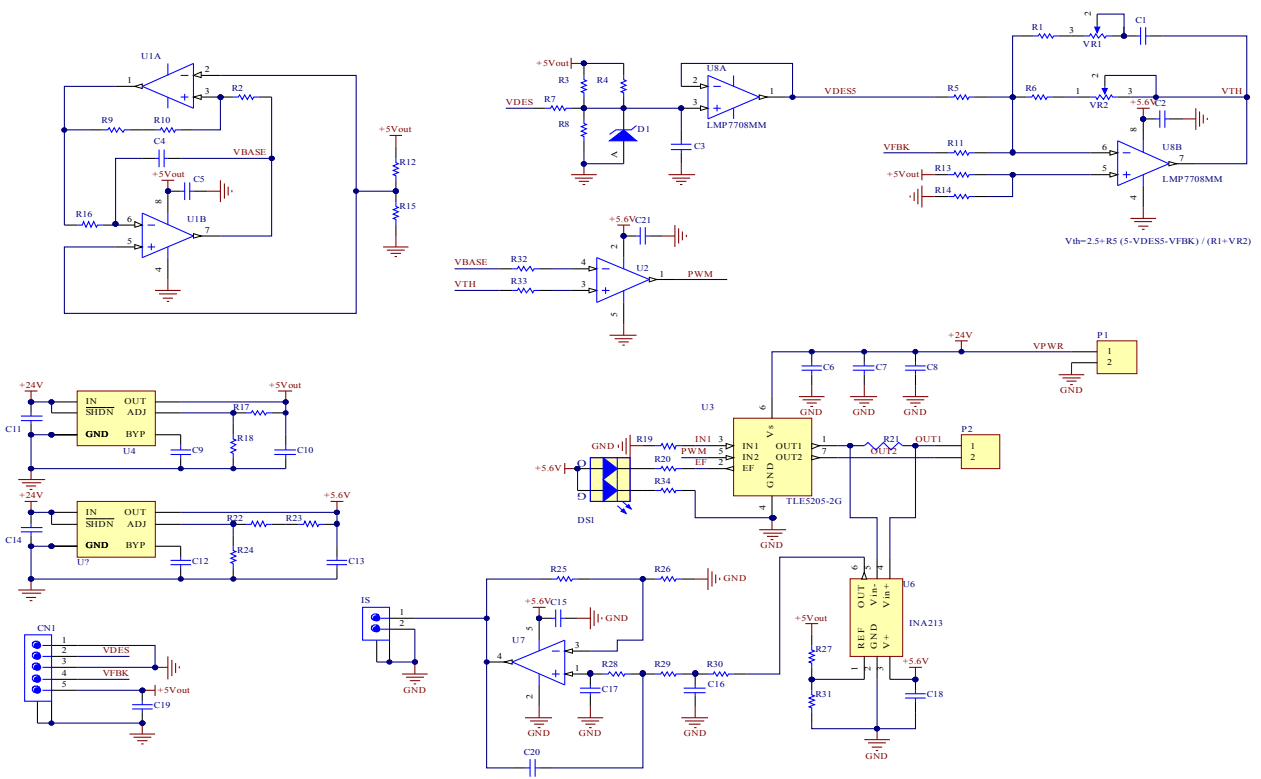 U1A
1
2
3
R2
R9
R10
C4
VBASE
+5Vout
C5
8
R16
6
5
U1B
7
4
+5Vout
R12
R15
+5Vout
R3
R4
VDES
R7
R8
D1
A
C3
U8A
2
3
1
LMP7708MM
VDES5
R5
R1
3
2
VR1
C1
R6
1
2
VR2
3
VTH
+5.6V
C2
8
VFBK
R11
6
U8B
7
+5Vout
R13
5
LMP7708MM
R14
4
Vth=2.5+R5 (5-VDES5-VFBK) / (R1+VR2)
+5.6V
C21
2
VBASE
R32
4
U2
1
PWM
VTH
R33
3
5
+24V
+5Vout
IN
OUT
SHDN
ADJ
GND
BYP
U4
C11
R17
R18
C9
C10
+24V
+5.6V
IN
OUT
SHDN
ADJ
GND
BYP
U?
C14
R22
R23
R24
C12
C13
CN1
1
2
VDES
3
4
VFBK
5
+5Vout
C19
+24V
VPWR
P1
1
2
GND
C6
C7
C8
GND
GND
GND
U3
6
Vs
GND
R19
IN1
3
IN1
OUT1
1
R21
OUT1
P2
1
PWM
5
IN2
OUT2
7
OUT2
2
+5.6V
R20
EF
2
EF
R34
GND
4
TLE5205-2G
DS1
G
G
GND
6
5
4
OUT
Vin-
Vin+
U6
REF
GND
V+
INA213
1
2
3
+5Vout
R27
R31
+5.6V
C18
GND
IS
1
2
GND
R25
R26
GND
+5.6V
C15
GND
5
U7
3
4
1
2
GND
R28
R29
R30
C17
C16
GND
GND
C20